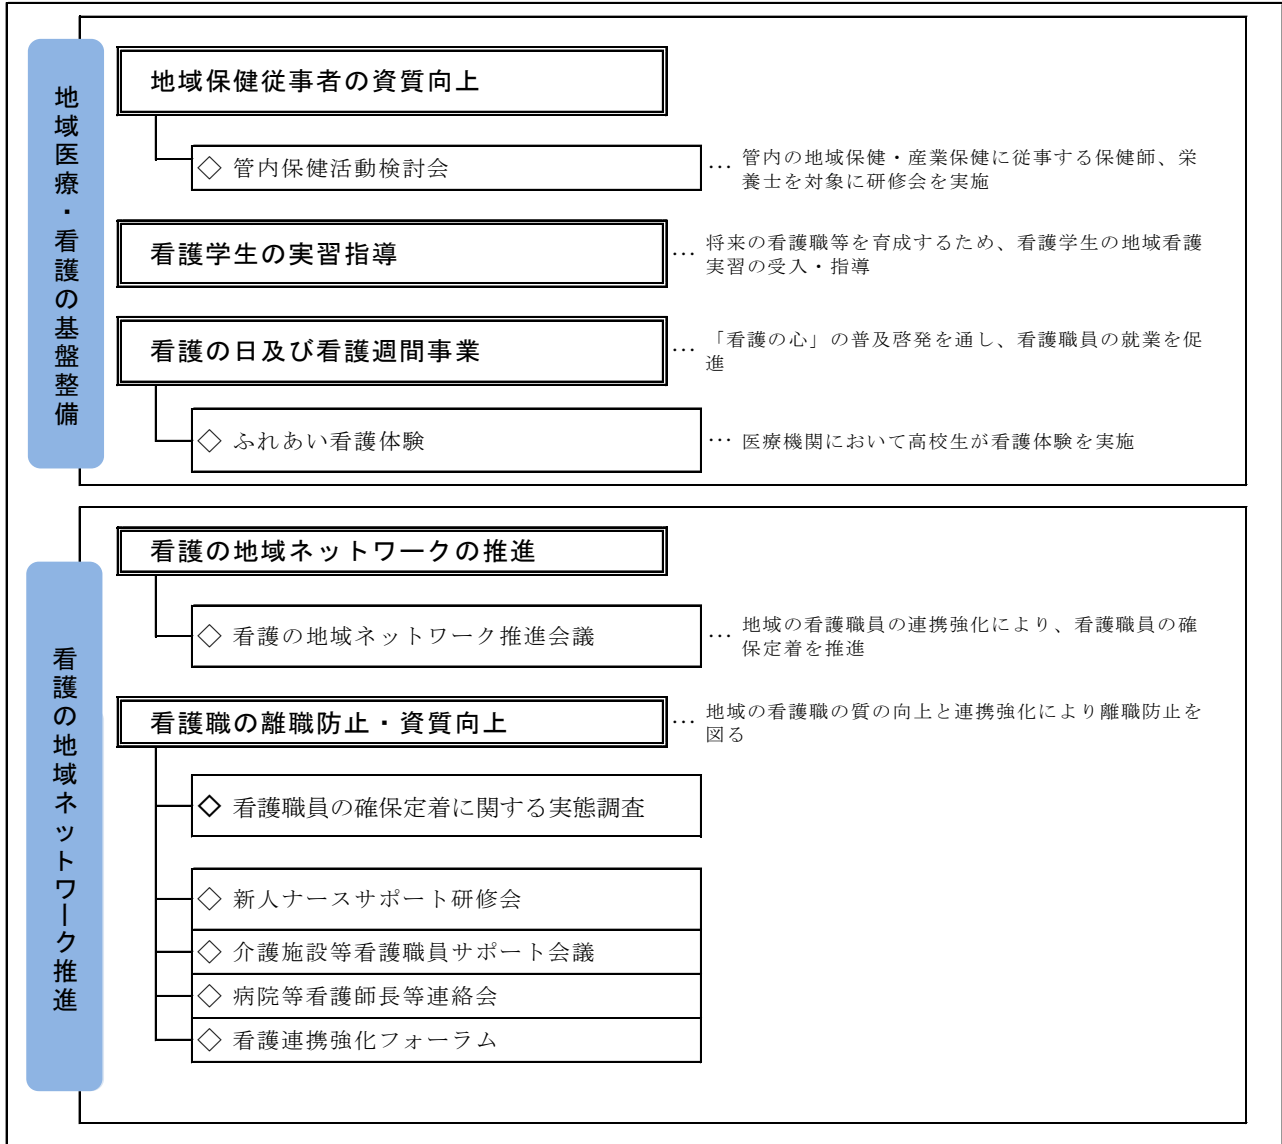 地域医療・看護の基盤整備
地域保健従事者の資質向上
◇ 管内保健活動検討会
… 管内の地域保健・産業保健に従事する保健師、栄
養士を対象に研修会を実施
看護学生の実習指導
… 将来の看護職等を育成するため、看護学生の地域看護
実習の受入・指導
看護の日及び看護週間事業
… 「看護の心」の普及啓発を通し、看護職員の就業を促
進
◇ ふれあい看護体験
… 医療機関において高校生が看護体験を実施
看護の地域ネットワーク推進
看護の地域ネットワークの推進
◇ 看護の地域ネットワーク推進会議
… 地域の看護職員の連携強化により、看護職員の確
保定着を推進
看護職の離職防止・資質向上
… 地域の看護職の質の向上と連携強化により離職防止を
図る
◇ 看護職員の確保定着に関する実態調査
◇ 新人ナースサポート研修会
◇ 介護施設等看護職員サポート会議
◇ 病院等看護師長等連絡会
◇ 看護連携強化フォーラム